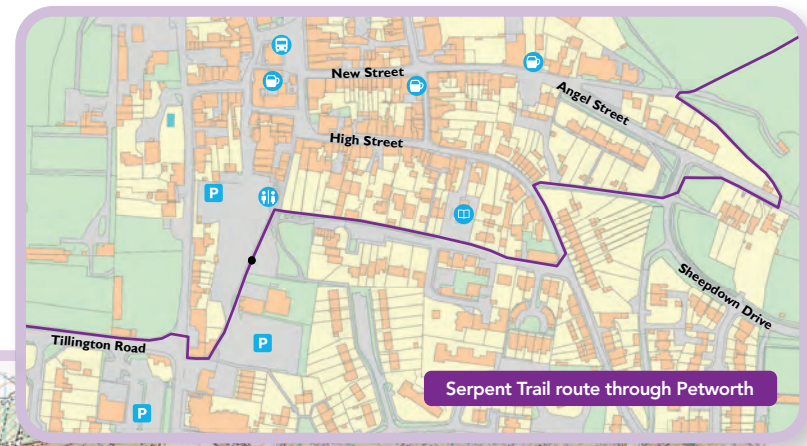 New Street
Angel Street
High Street
P
Sheepdown Drive
Tillington Road
P
Serpent Trail route through Petworth
P